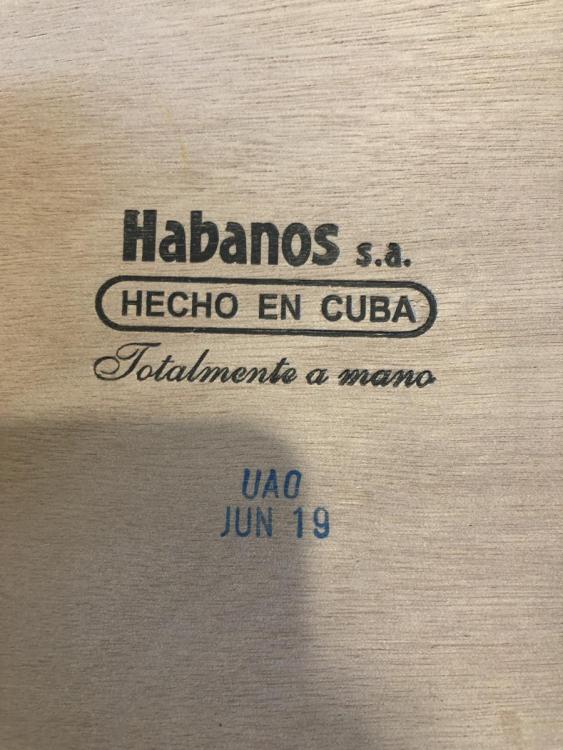 Habanos s.a.
HECHO EN CUBA
Totalmente a mano
UAO
JUN 19